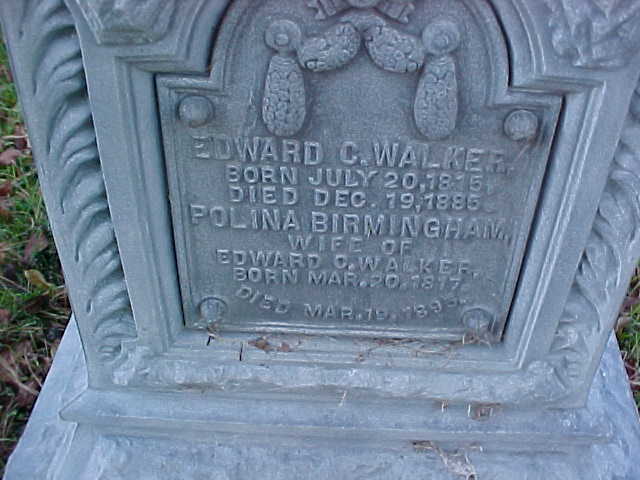 EDWARD C. WALKER,
BORN JULY 20, 1815,
DIED DEC. 19, 1885
POLINA BIRMINGHAM,
WIFE OF
EDWARD C. WALKER,
BORN MAR. 20. 1817,
DIED MAR. 19. 1895.